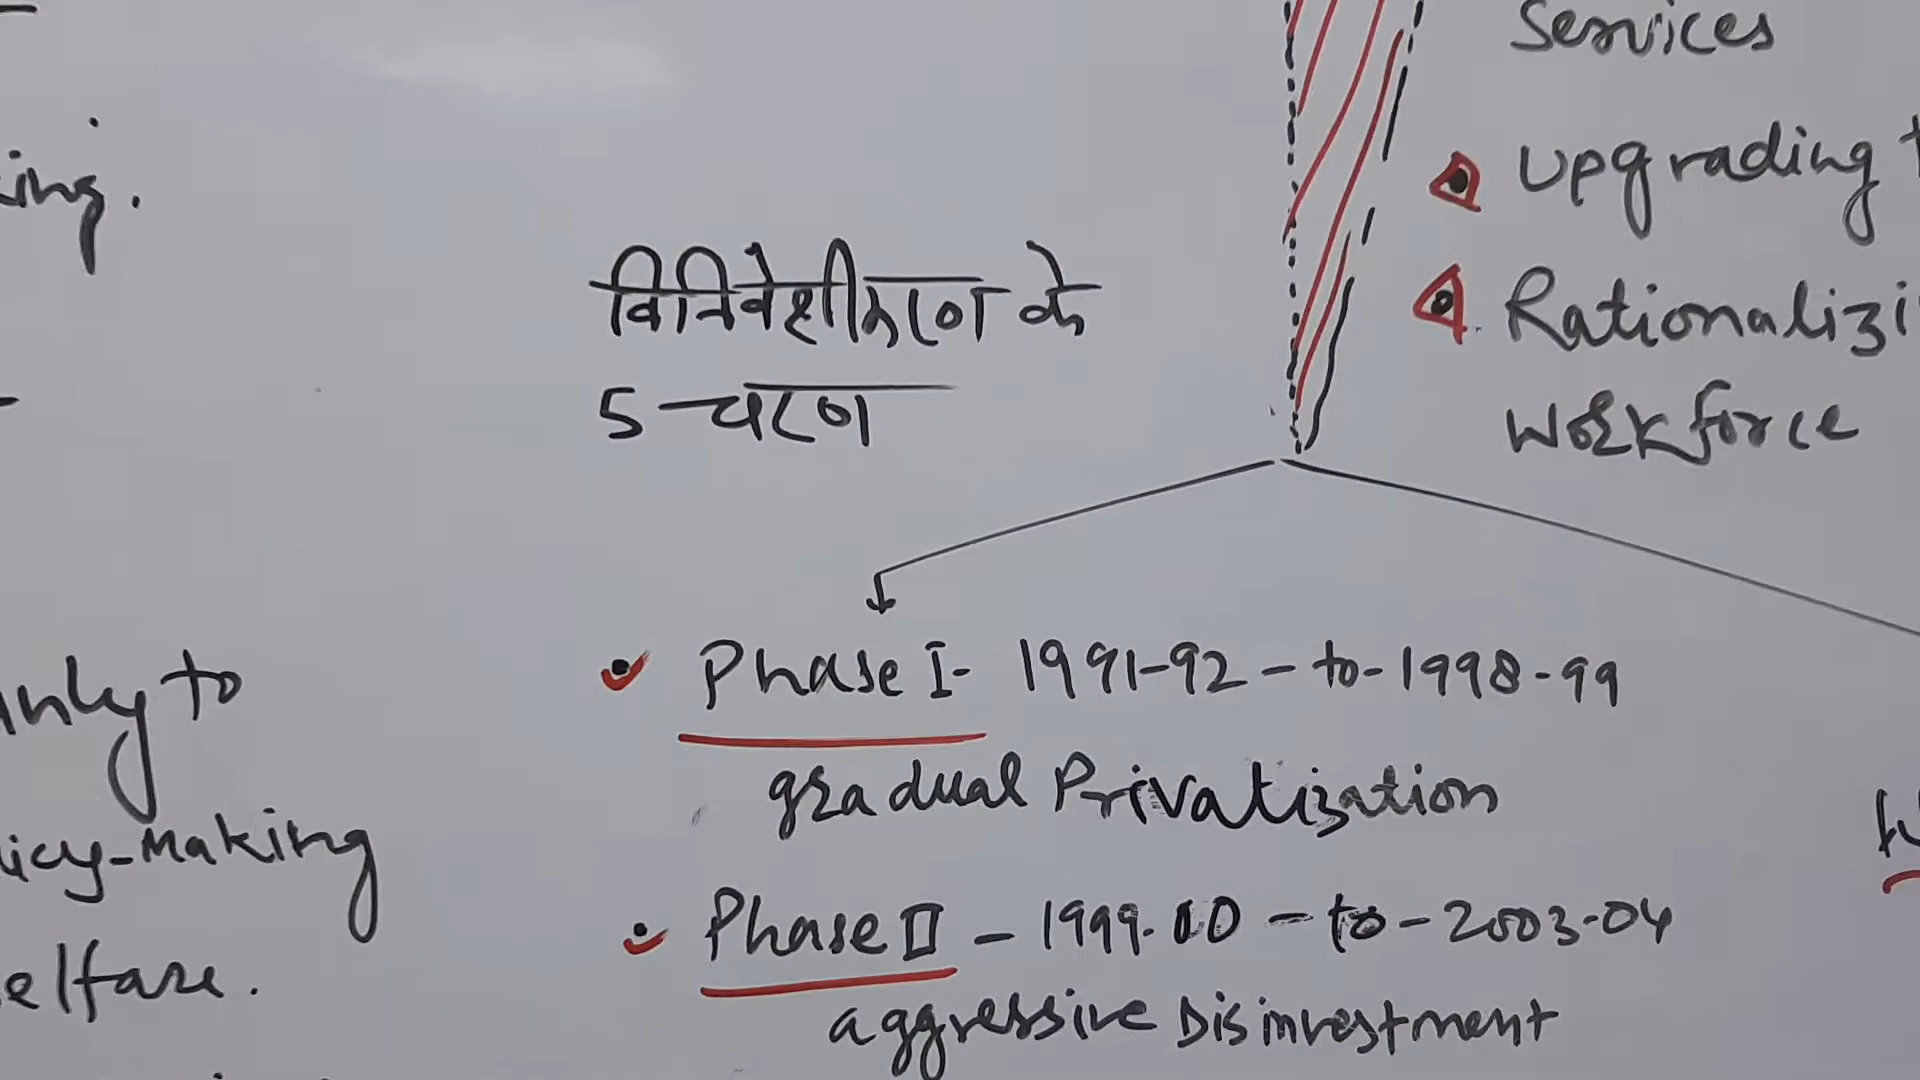 Services
upgrading
Rationalizi
workforce
ing.
विनिवेशीकरण के
5-चरण
Phase I- 1991-92-to-1998-99
gradual Privatization
Phase II - 1999-00 - to - 2003-04
aggressive Disinvestment
to
icy-making
elfare.